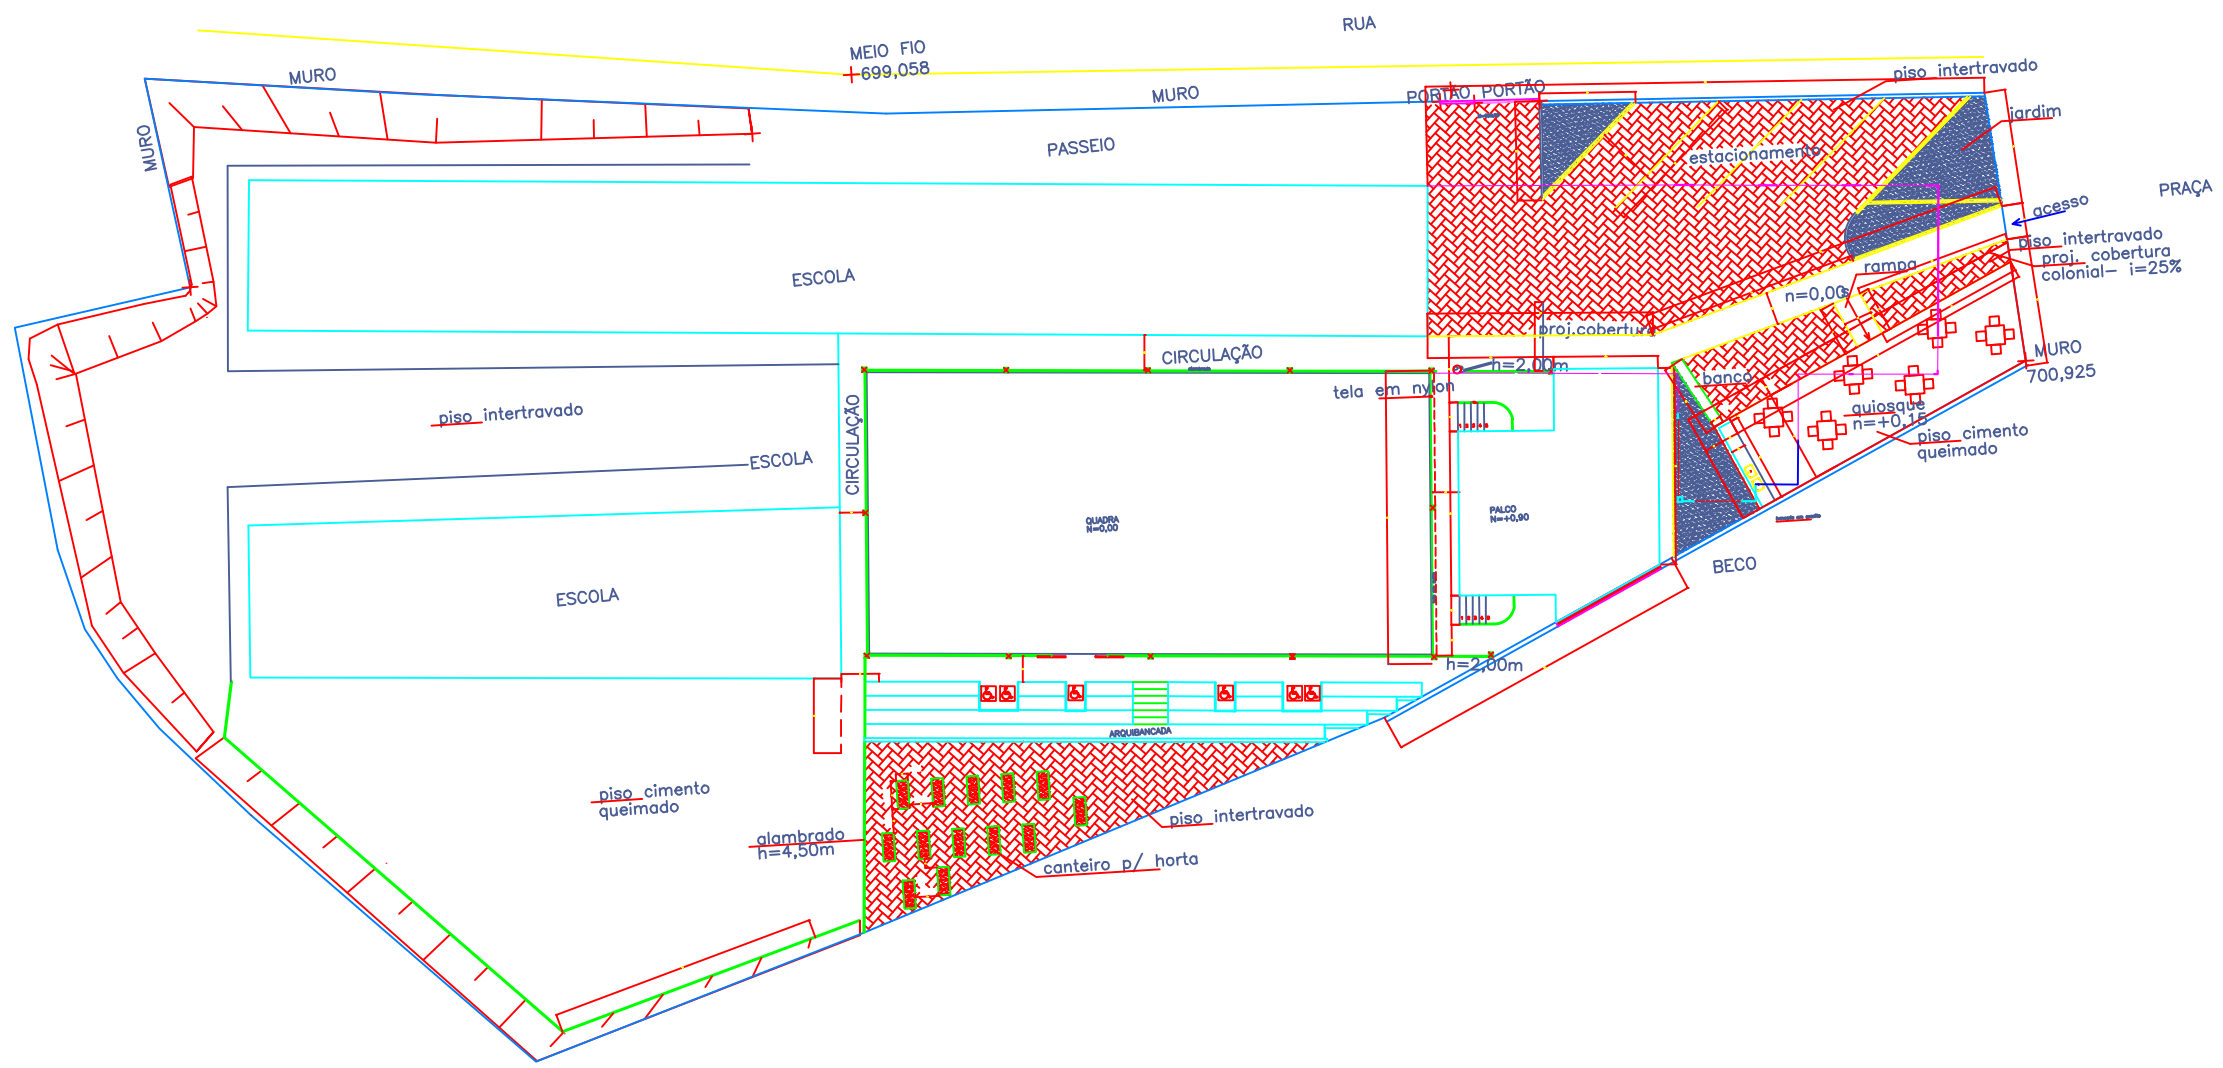 RUA
MEIO FIO
699,058
MURO
MURO
PORTÃO PORTÃO
piso intertravado
MURO
PASSEIO
jardim
estacionamento
PRAÇA
acesso
piso intertravado
proj. cobertura
colonial- i=25%
rampa
ESCOLA
n=0,00
proj.cobertura
CIRCULAÇÃO
MURO
700,925
h=2,00m
tela em nylon
banco
quiosque
n=+0,15
piso cimento
queimado
CIRCULAÇÃO
piso intertravado
ESCOLA
QUADRA
N=0,00
PALCO
N=+0,90
BECO
ESCOLA
h=2,00m
ARQUIBANCADA
piso cimento
queimado
alambrado
h=4,50m
piso intertravado
canteiro p/ horta